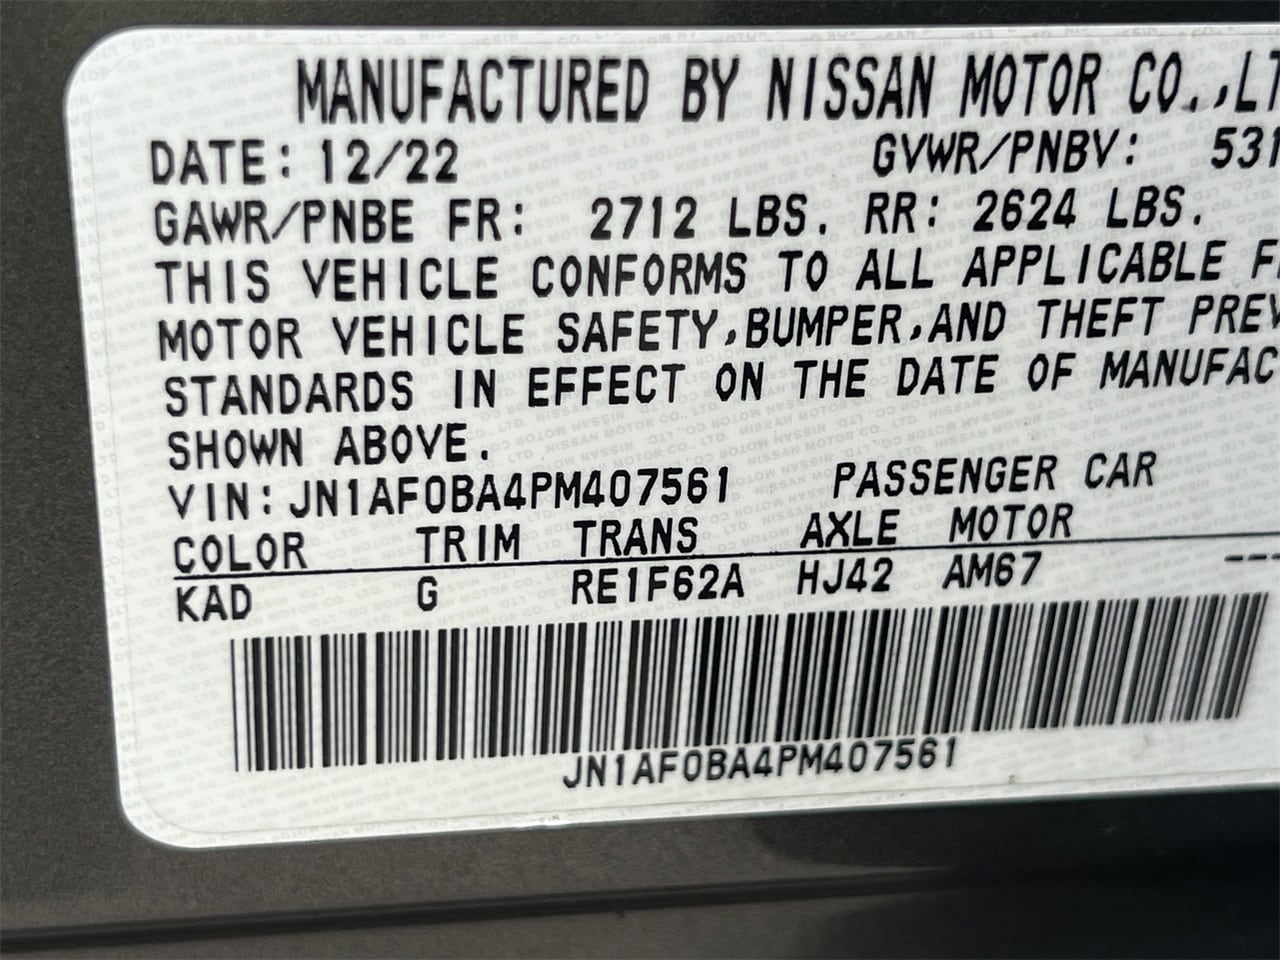 MANUFACTURED BY NISSAN MOTOR CO.,LT
DATE: 12/22 GVWR/PNBV: 531
GAWR/PNBE FR: 2712 LBS. RR: 2624 LBS.
THIS VEHICLE CONFORMS TO ALL APPLICABLE F
MOTOR VEHICLE SAFETY,BUMPER,AND THEFT PREV
STANDARDS IN EFFECT ON THE DATE OF MANUFAC
SHOWN ABOVE.
VIN:JN1AF0BA4PM407561 PASSENGER CAR
COLOR TRIM TRANS AXLE MOTOR
KAD G RE1F62A HJ42 AM67 ---
JN1AF0BA4PM407561